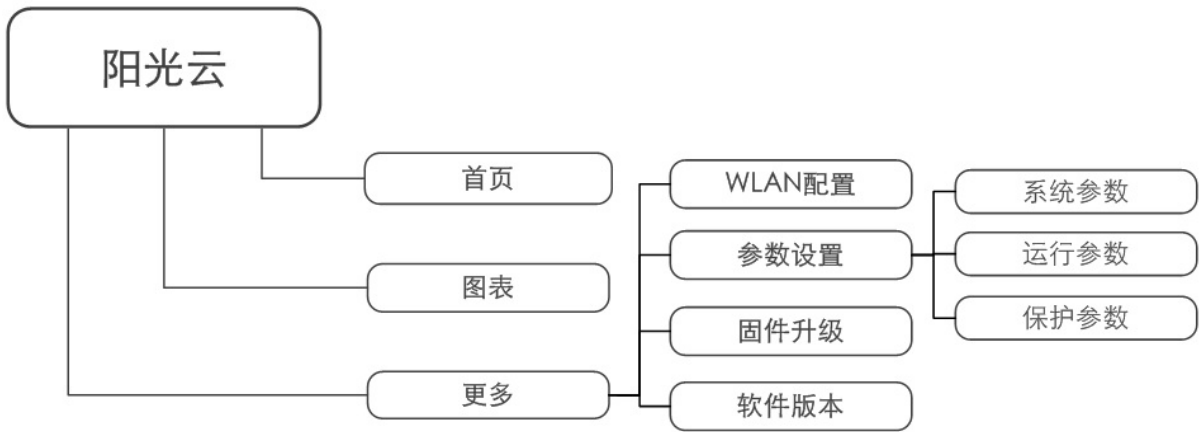 阳光云
首页
图表
更多
WLAN配置
参数设置
固件升级
软件版本
系统参数
运行参数
保护参数